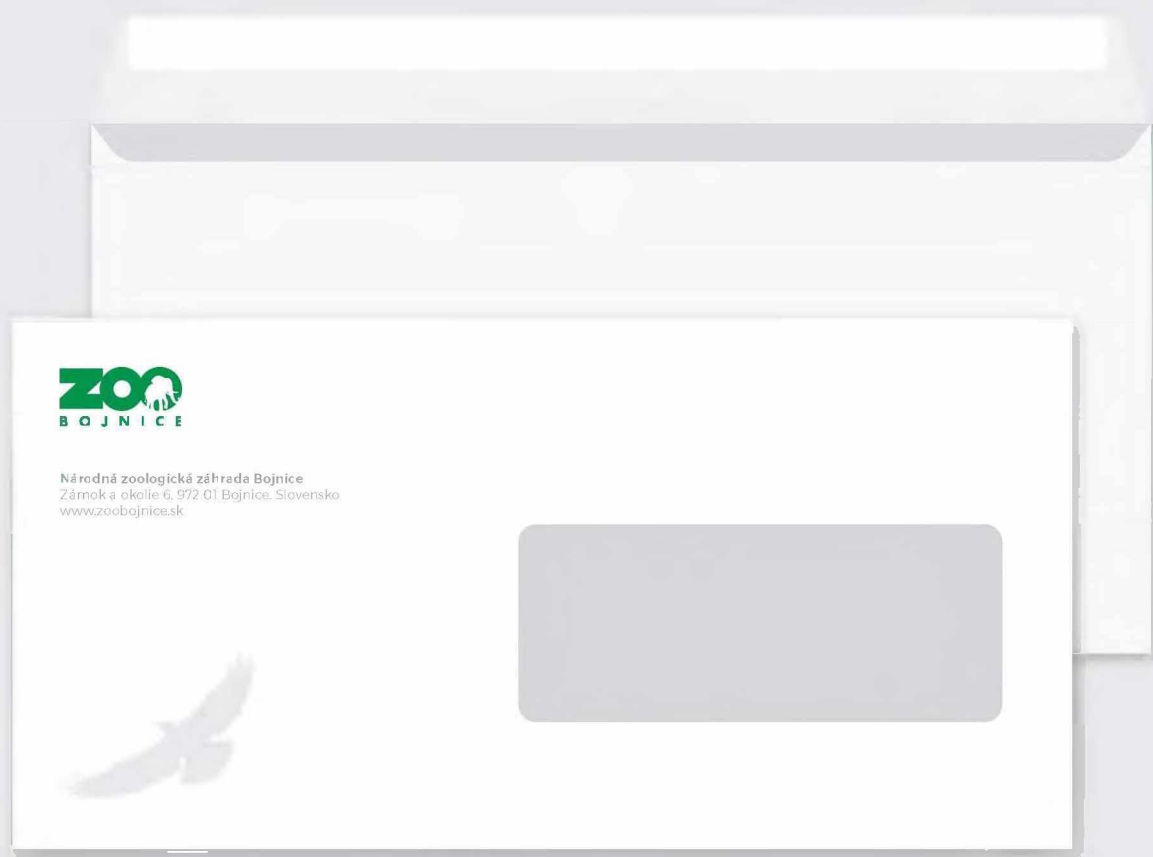 ZOO
BOJNICE
Národná zoologická záhrada Bojnice
Zámok a okolie 6, 972 01 Bojnice, Slovensko
www.zoobojnice.sk